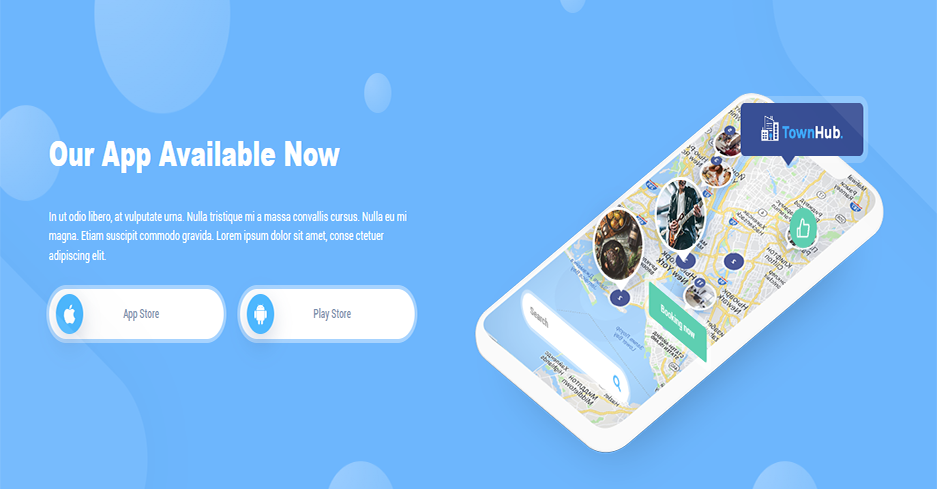 Our App Available Now
In ut odio libero, at vulputate urna. Nulla tristique mi a massa convallis cursus. Nulla eu mi
magna. Etiam suscipit commodo gravida. Lorem ipsum dolor sit amet, conse ctetuer
adipiscing elit.
App Store
Play Store
TownHub.
Search
Booking now